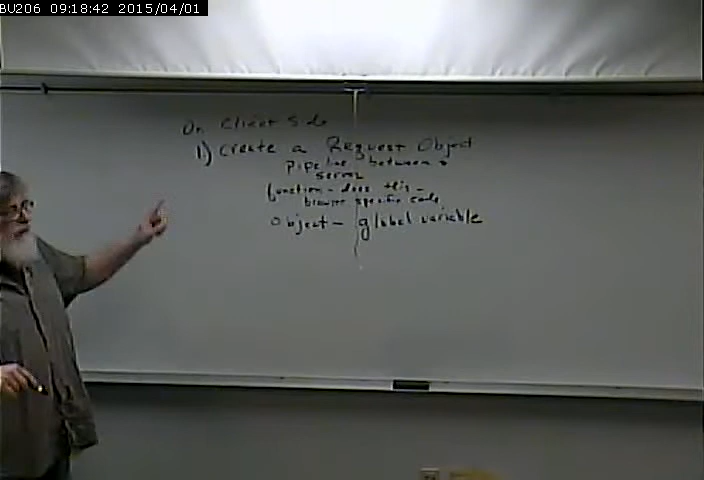 BU206 09:18:42 2015/04/01
On Client Side
1) Create a Request Object
Pipeline between &
server
function - does this -
browser specific code
Object - global variable